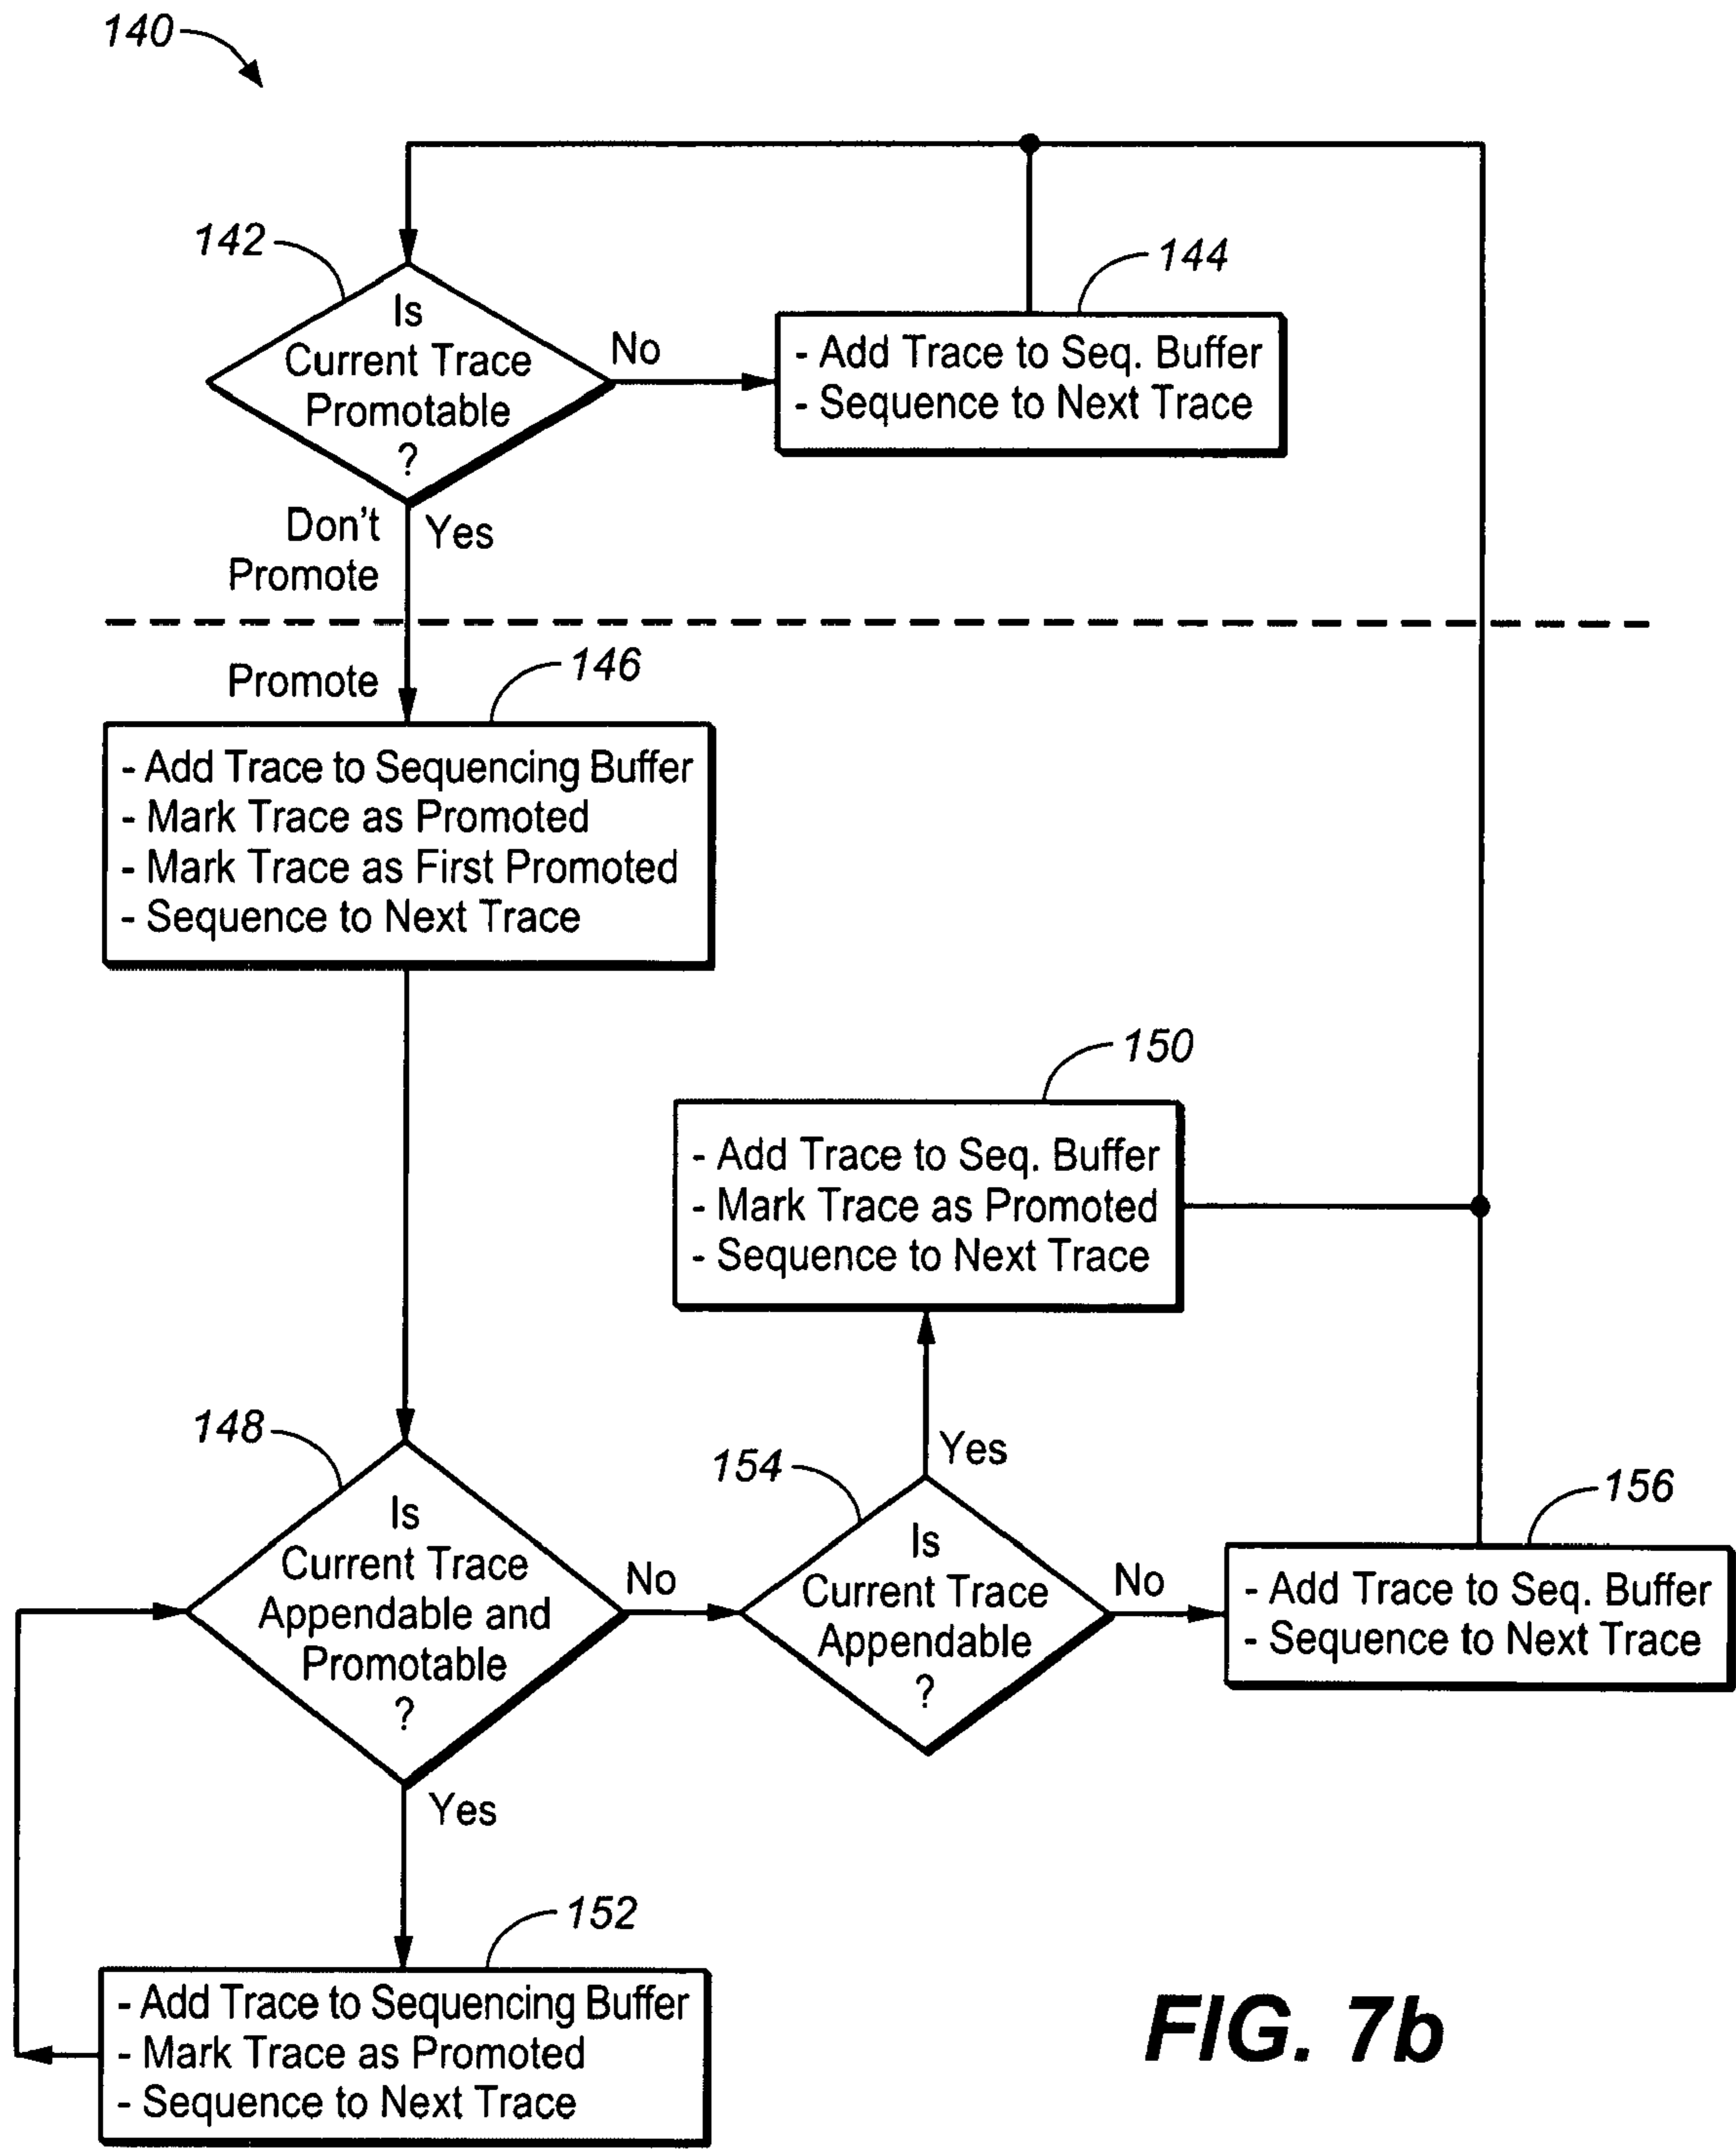 140
142
Is
Current Trace
Promotable
?
No
144
- Add Trace to Seq. Buffer
- Sequence to Next Trace
Don't
Promote
Yes
Promote
146
- Add Trace to Sequencing Buffer
- Mark Trace as Promoted
- Mark Trace as First Promoted
- Sequence to Next Trace
150
- Add Trace to Seq. Buffer
- Mark Trace as Promoted
- Sequence to Next Trace
148
Is
Current Trace
Appendable and
Promotable
?
No
Yes
154
Yes
Is
Current Trace
Appendable
?
No
156
- Add Trace to Seq. Buffer
- Sequence to Next Trace
152
- Add Trace to Sequencing Buffer
- Mark Trace as Promoted
- Sequence to Next Trace
FIG. 7b